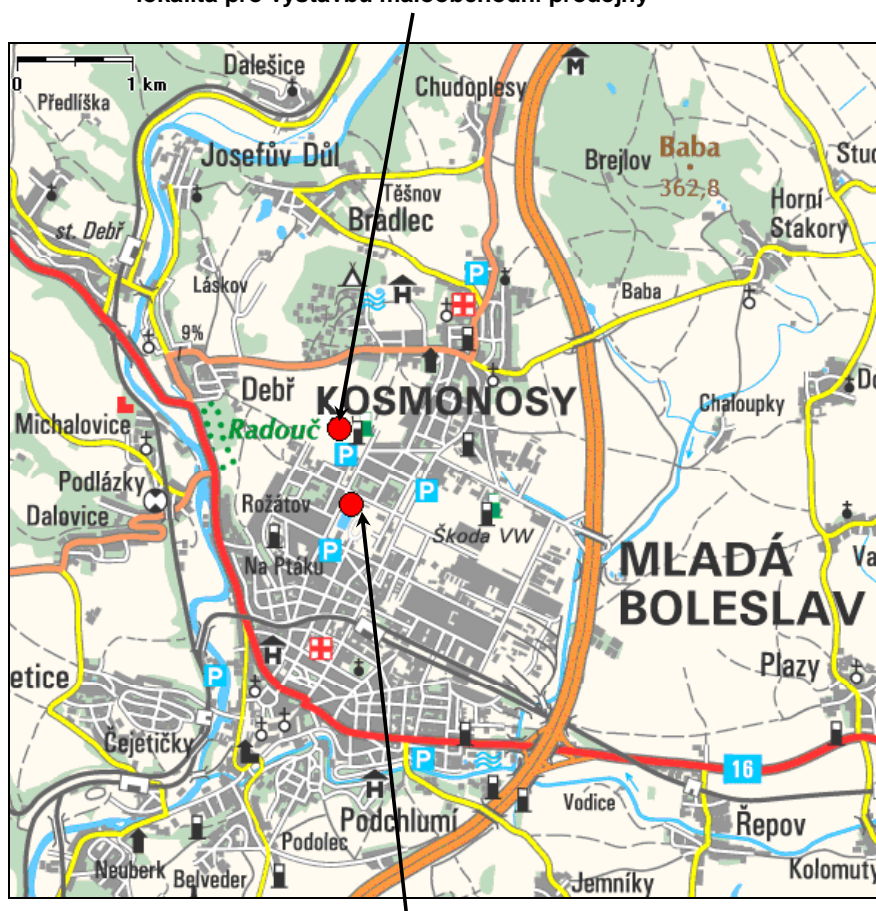 lokalita pro výstavbu maloobchodní prodejny
0 1 km
Dalešice
Předlíška
Chudoplesy
Josefův Důl
Brejlov
Baba
362,8
Těšnov
Bradlec
Horní
Stakory
st. Debř
Láskov
Baba
9%
Debř
KOSMONOSY
Chaloupky
Michalovice
Radouč
Podlázky
Rožátov
Dalovice
Škoda VW
Na Ptáku
MLADÁ
BOLESLAV
Plazy
etice
Čejetičky
16
Vodice
Podchlumí
Řepov
Podolec
Neuberk
Belveder
Jemníky
Kolomuty